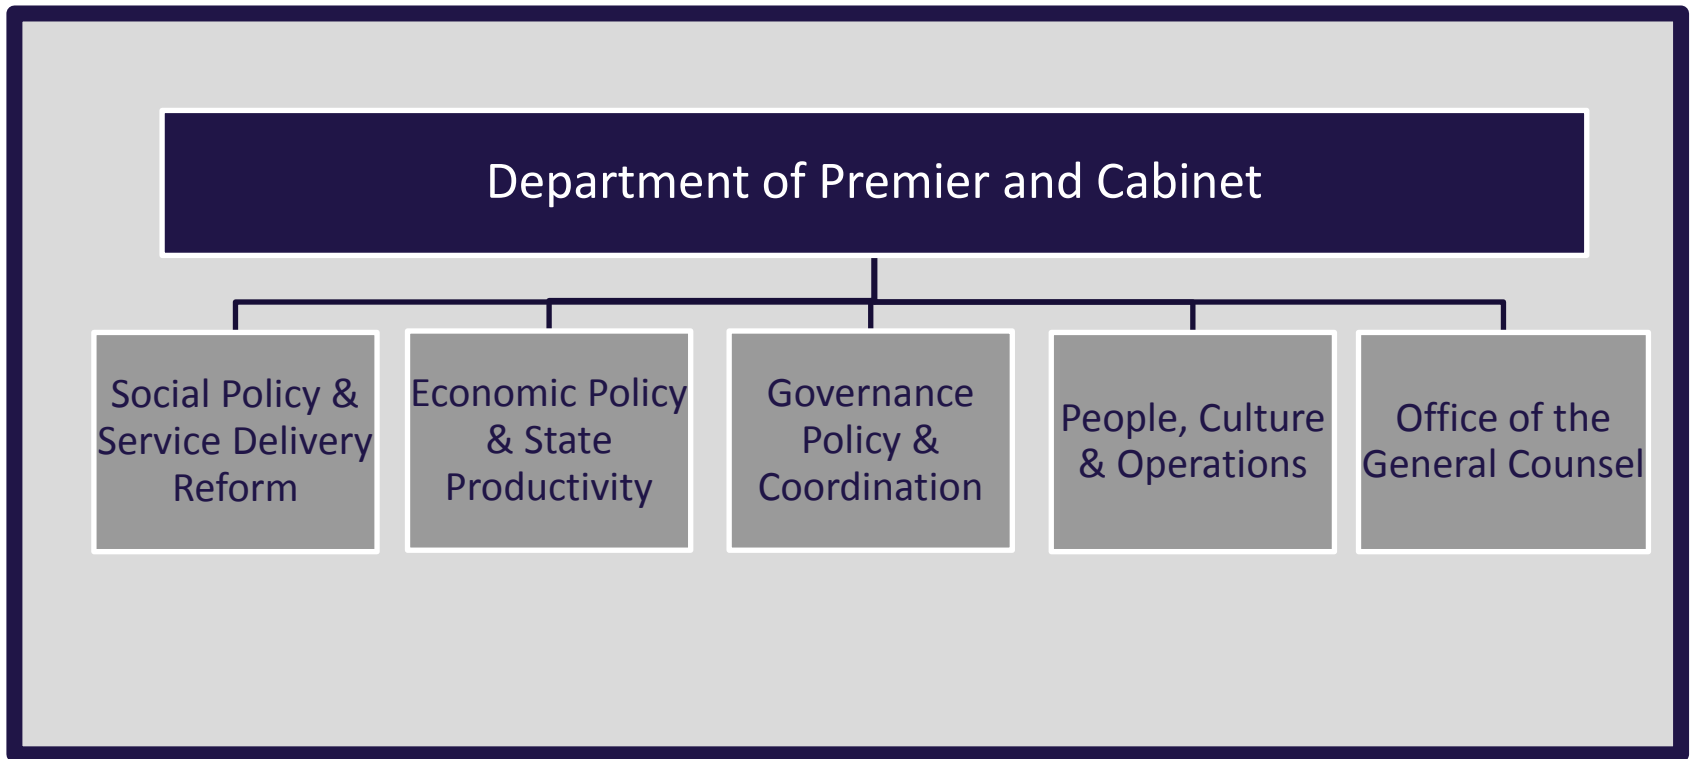 Department of Premier and Cabinet
Social Policy &
Service Delivery
Reform
Economic Policy
& State
Productivity
Governance
Policy &
Coordination
People, Culture
& Operations
Office of the
General Counsel